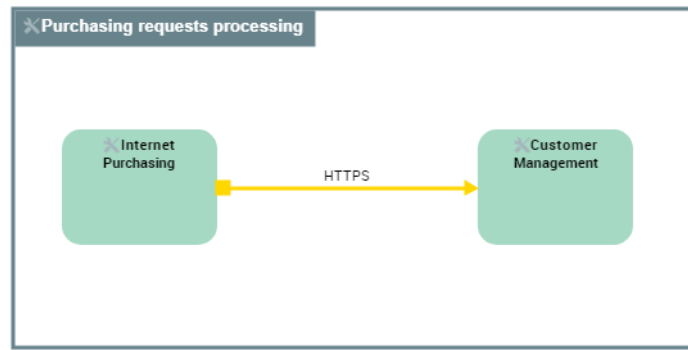 Purchasing requests processing
Internet
Purchasing
HTTPS
Customer
Management